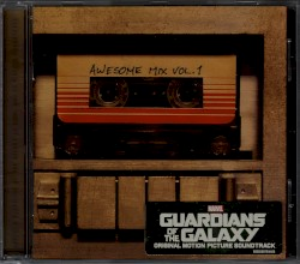 AWESOME MIX VOL. 1
MARVEL
GUARDIANS
OF THE GALAXY
ORIGINAL MOTION PICTURE SOUNDTRACK